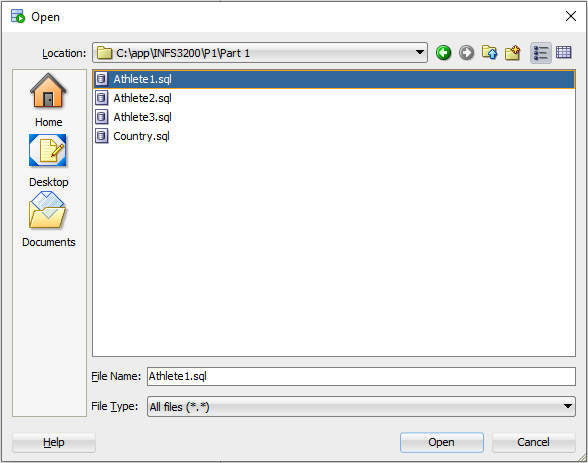 Open
Location: C:\app\INFS3200\P1\Part 1
Athlete1.sql
Athlete2.sql
Athlete3.sql
Country.sql
Home
Desktop
Documents
File Name: Athlete1.sql
File Type: All files (*.*)
Help Open Cancel